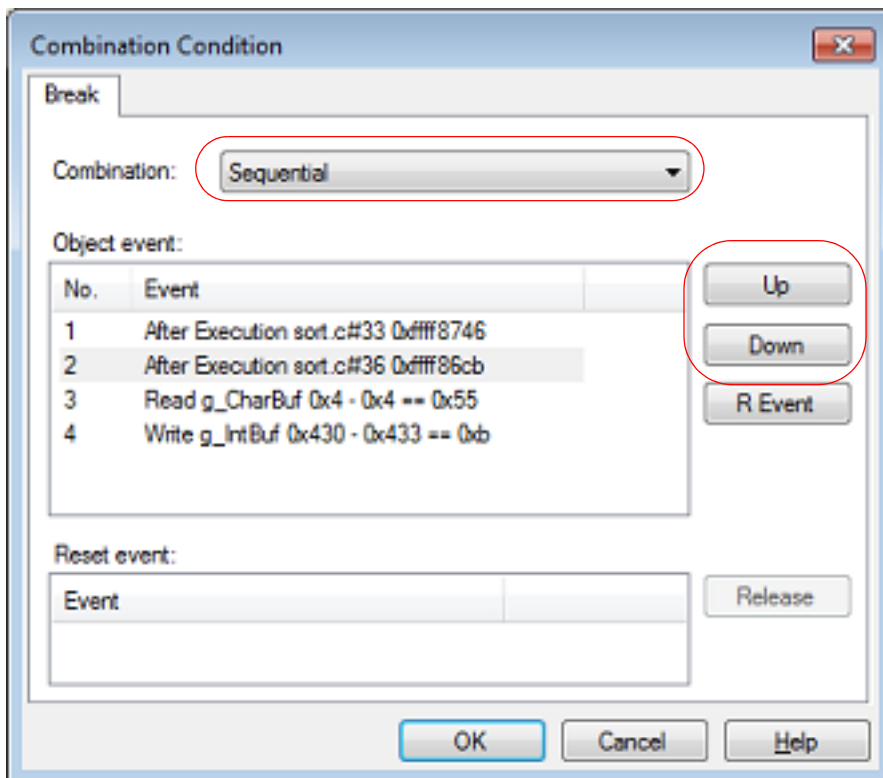 Combination Condition
Break
Combination: Sequential
Object event:
No. Event
1 After Execution sort.c#33 0xffff8746
2 After Execution sort.c#36 0xffff86cb
3 Read g_CharBuf 0x4 - 0x4 == 0x55
4 Write g_IntBuf 0x430 - 0x433 == 0xb
Up
Down
R Event
Reset event:
Event
Release
OK Cancel Help